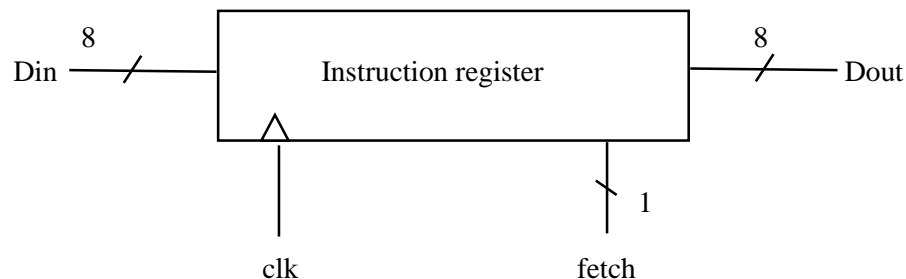 8
8
Din
Instruction register
Dout
1
clk
fetch